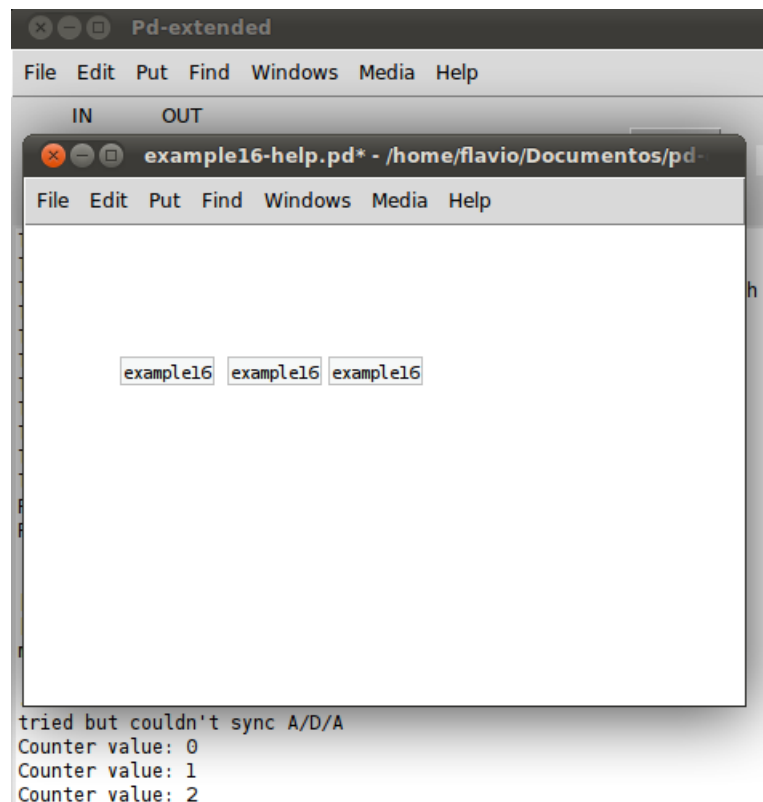 Pd-extended
File Edit Put Find Windows Media Help
IN OUT
example16-help.pd* - /home/flavio/Documentos/pd-
File Edit Put Find Windows Media Help
h
example16 example16 example16
tried but couldn't sync A/D/A
Counter value: 0
Counter value: 1
Counter value: 2